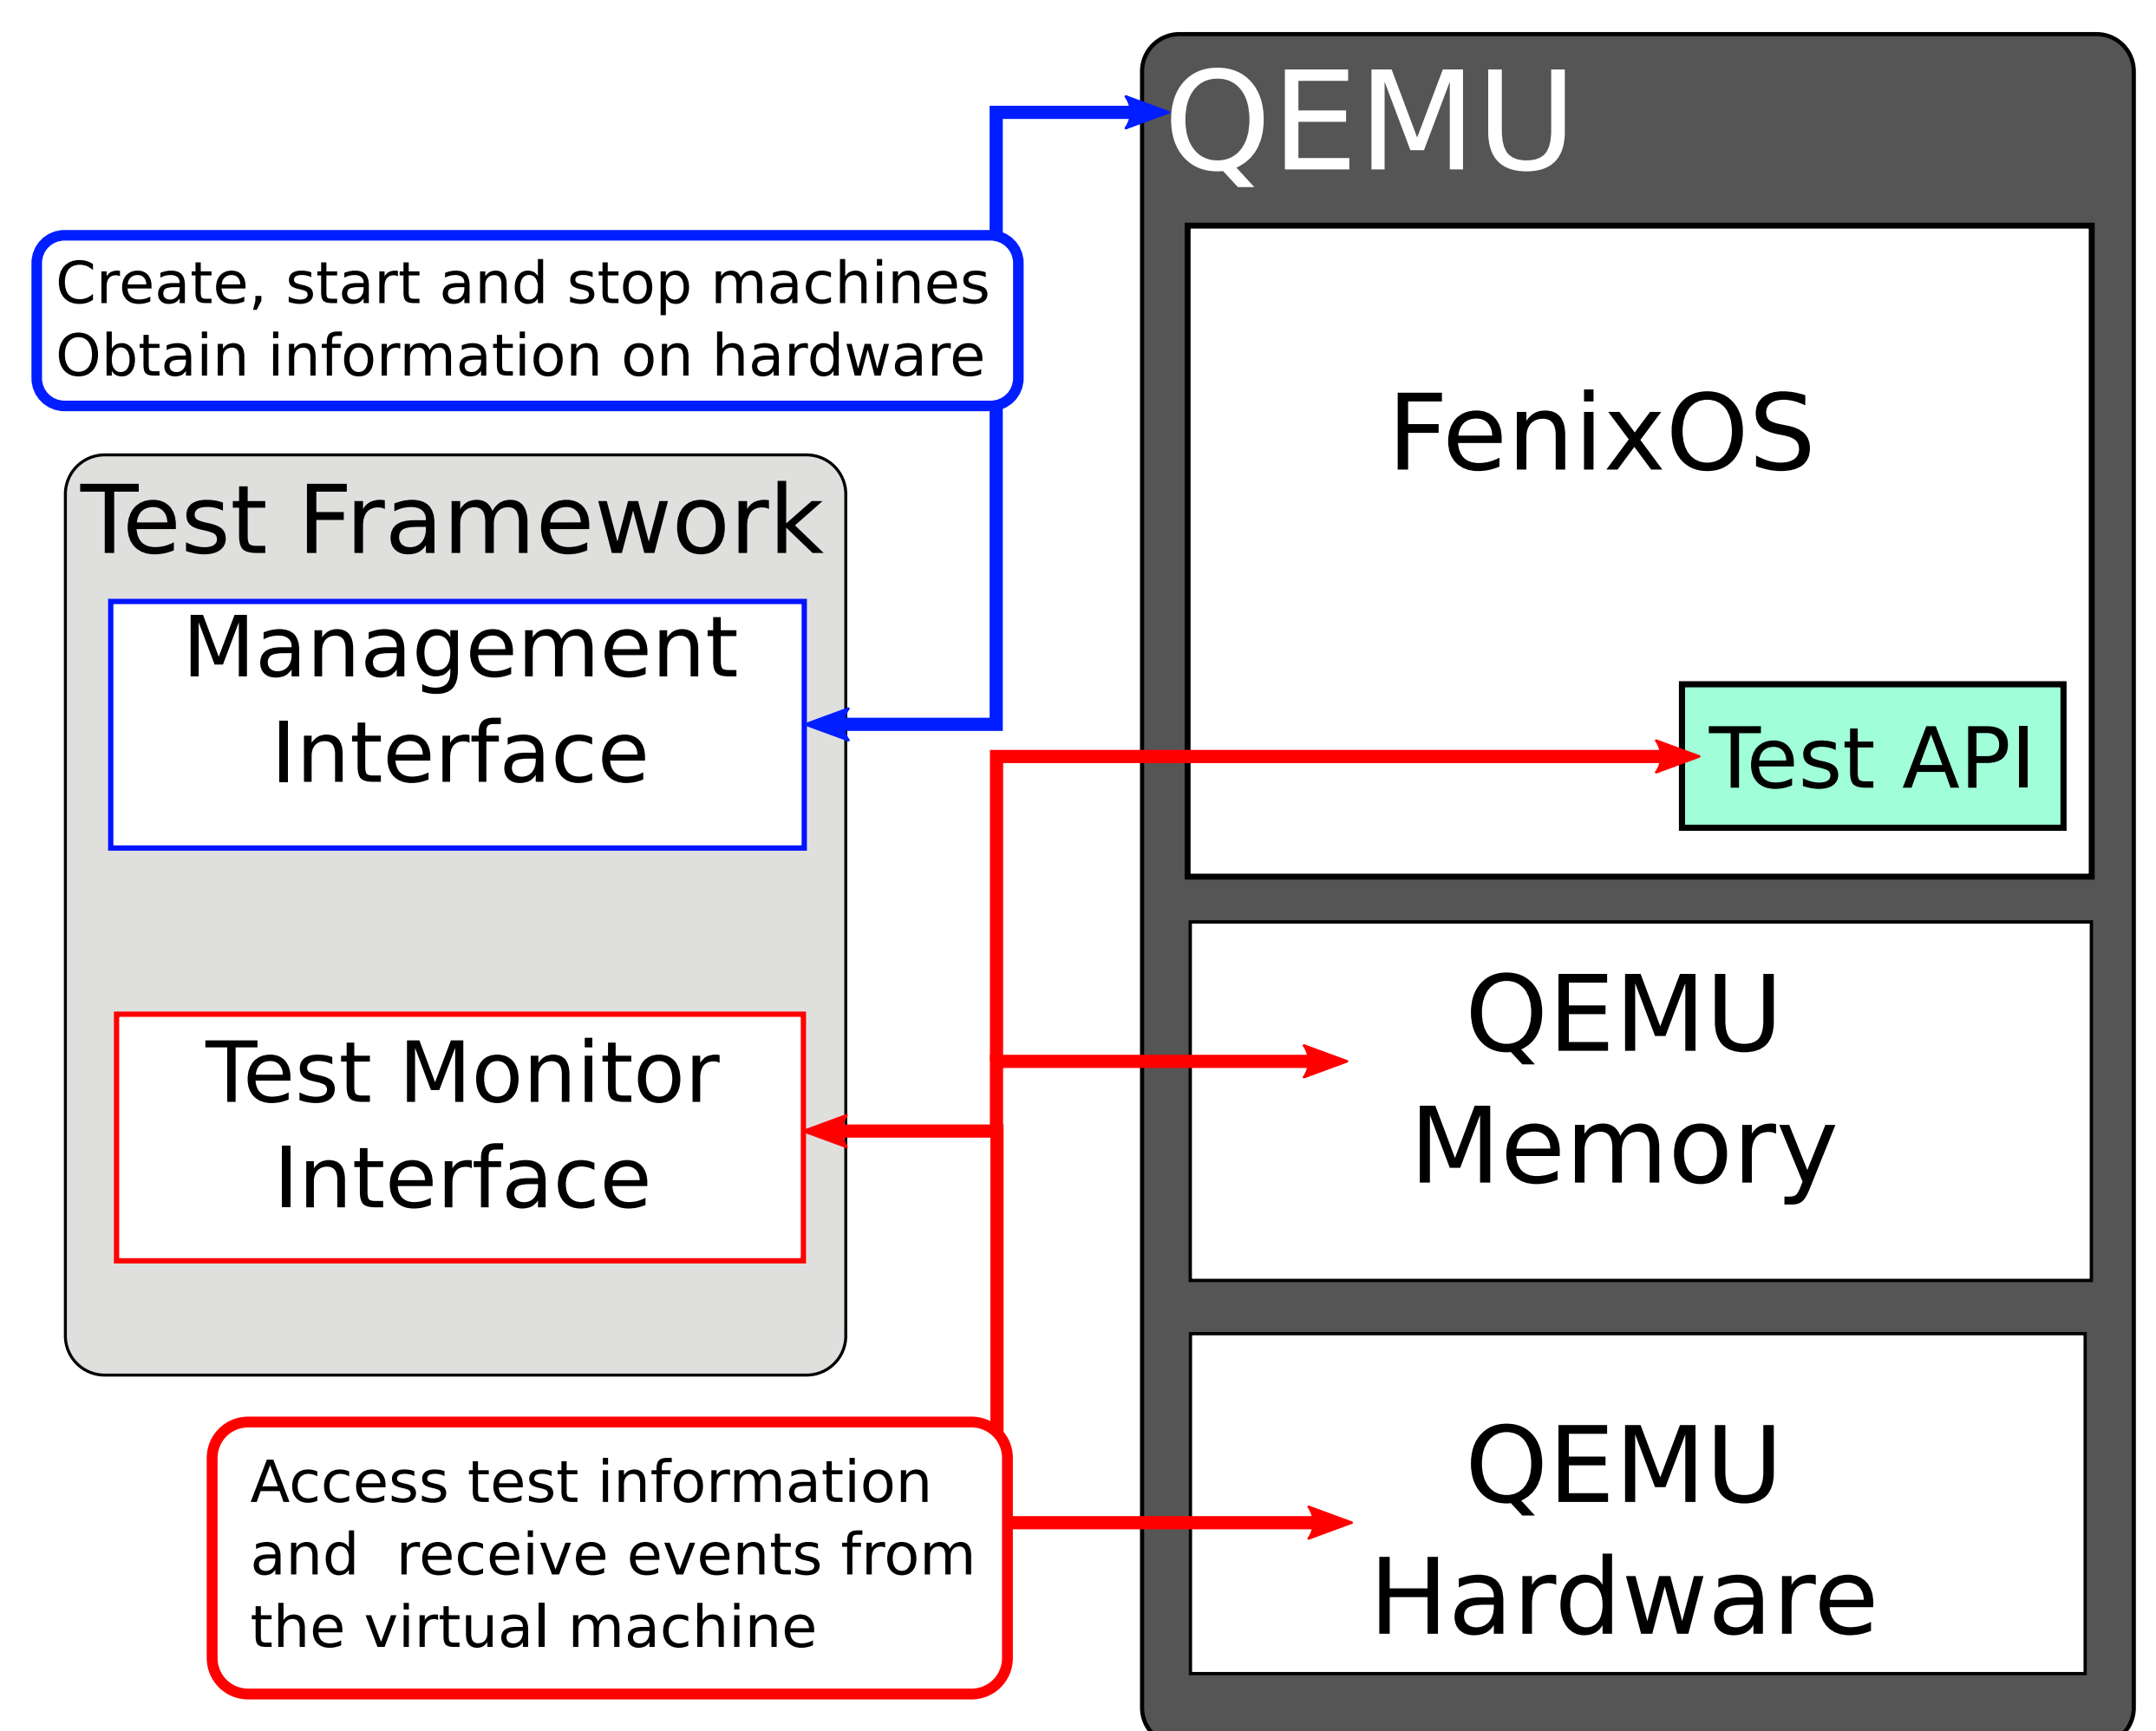 QEMU
Create, start and stop machines
Obtain information on hardware
FenixOS
Test Framework
Management
Interface
Test API
QEMU
Memory
Test Monitor
Interface
QEMU
Hardware
Access test information
and  receive events from
the virtual machine